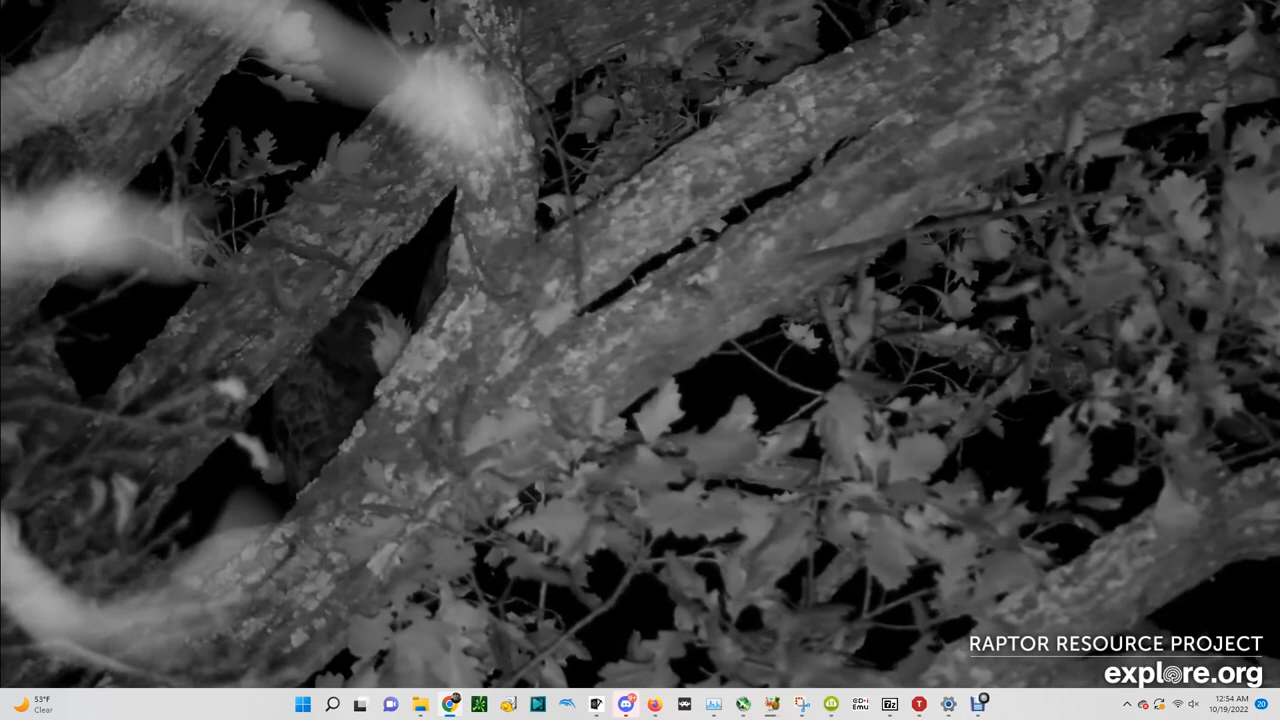 RAPTOR RESOURCE PROJECT
explore.org
53°F
Clear
12:54 AM
10/19/2022
20